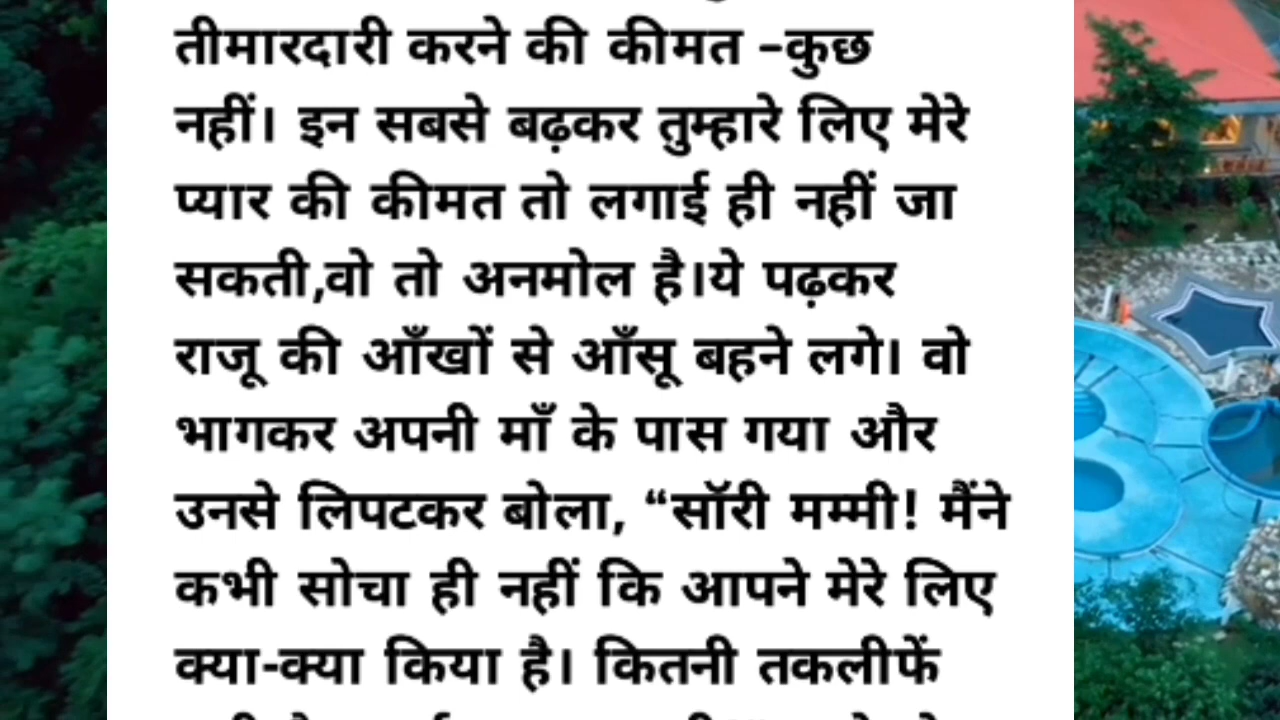 तीमारदारी करने की कीमत –कुछ
नहीं। इन सबसे बढ़कर तुम्हारे लिए मेरे
प्यार की कीमत तो लगाई ही नहीं जा
सकती,वो तो अनमोल है।ये पढ़कर
राजू की आँखों से आँसू बहने लगे। वो
भागकर अपनी माँ के पास गया और
उनसे लिपटकर बोला, “सॉरी मम्मी! मैंने
कभी सोचा ही नहीं कि आपने मेरे लिए
क्या-क्या किया है। कितनी तकलीफें